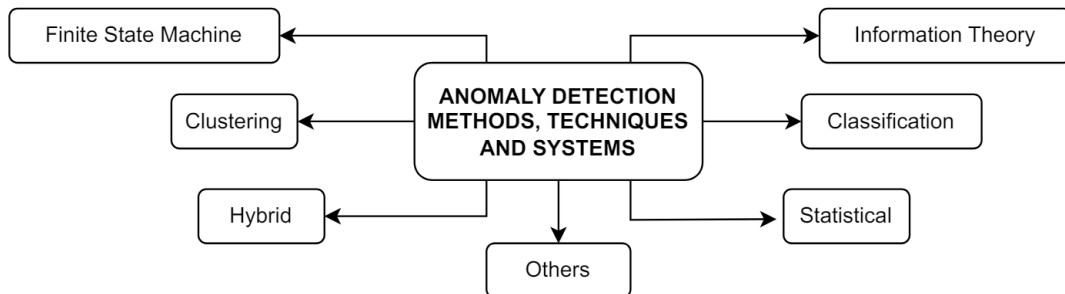 Finite State Machine
Information Theory
ANOMALY DETECTION
METHODS, TECHNIQUES
AND SYSTEMS
Clustering
Classification
Hybrid
Statistical
Others